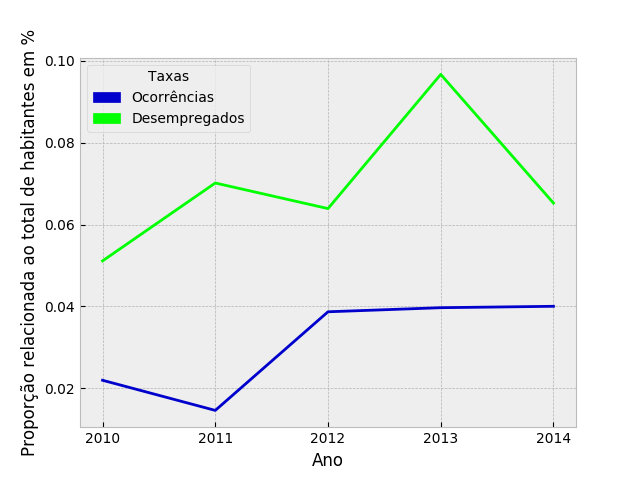 Proporção relacionada ao total de habitantes em %
0.10
0.08
0.06
0.04
0.02
Taxas
Ocorrências
Desempregados
2010 2011 2012 2013 2014
Ano